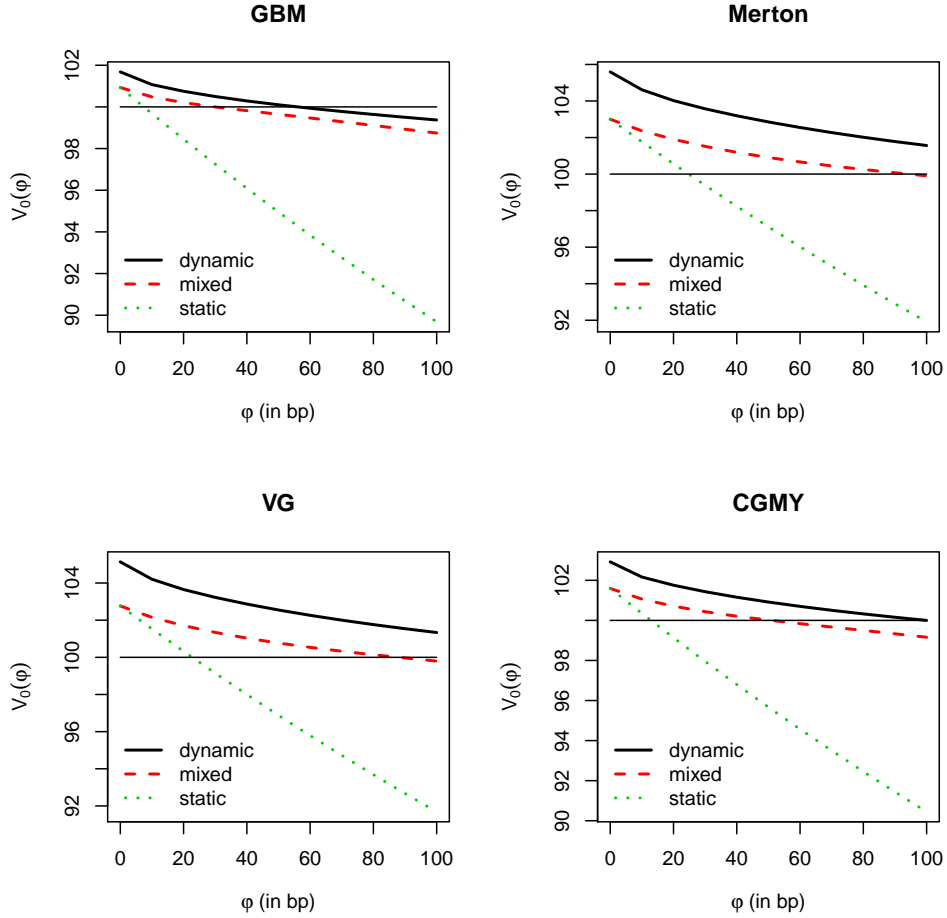 GBM
V₀(φ)
90 92 94 96 98 102
dynamic
mixed
static
0 20 40 60 80 100
φ (in bp)
Merton
V₀(φ)
92 96 100 104
dynamic
mixed
static
0 20 40 60 80 100
φ (in bp)
VG
V₀(φ)
92 96 100 104
dynamic
mixed
static
0 20 40 60 80 100
φ (in bp)
CGMY
V₀(φ)
90 92 94 96 98 102
dynamic
mixed
static
0 20 40 60 80 100
φ (in bp)